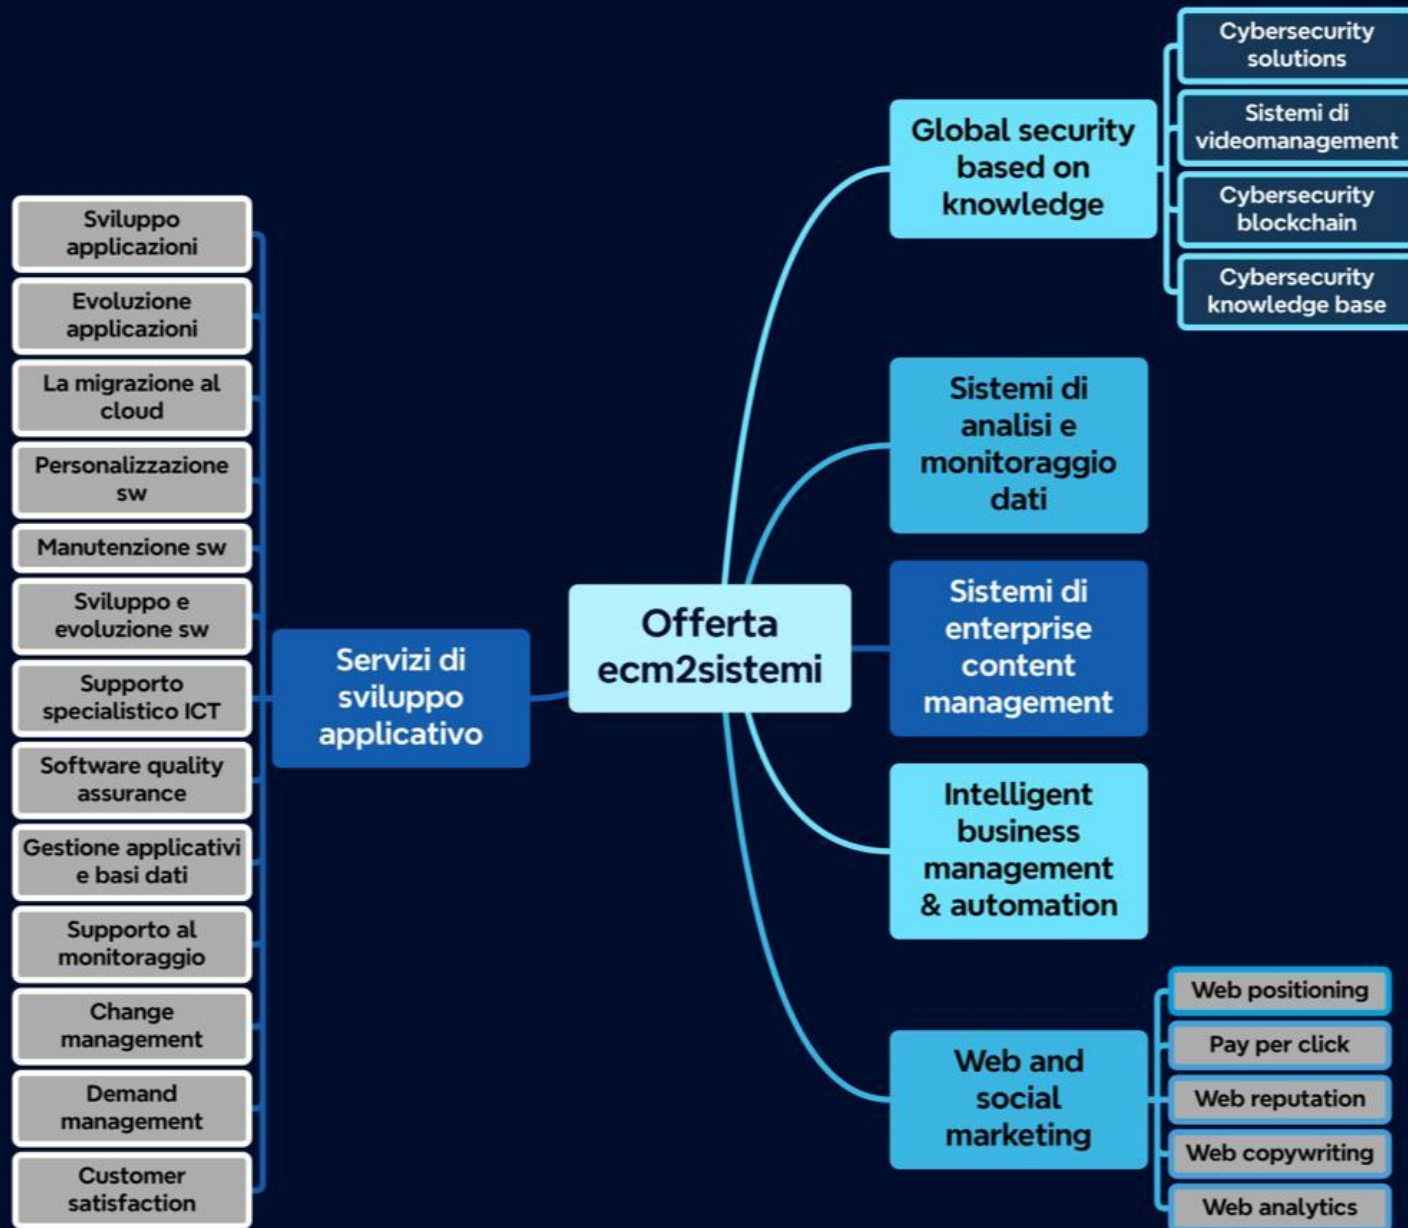 Offerta
ecm2sistemi
Servizi di
sviluppo
applicativo
Sviluppo
applicazioni
Evoluzione
applicazioni
La migrazione al
cloud
Personalizzazione
sw
Manutenzione sw
Sviluppo e
evoluzione sw
Supporto
specialistico ICT
Software quality
assurance
Gestione applicativi
e basi dati
Supporto al
monitoraggio
Change
management
Demand
management
Customer
satisfaction
Global security
based on
knowledge
Cybersecurity
solutions
Sistemi di
videomanagement
Cybersecurity
blockchain
Cybersecurity
knowledge base
Sistemi di
analisi e
monitoraggio
dati
Sistemi di
enterprise
content
management
Intelligent
business
management
& automation
Web and
social
marketing
Web positioning
Pay per click
Web reputation
Web copywriting
Web analytics